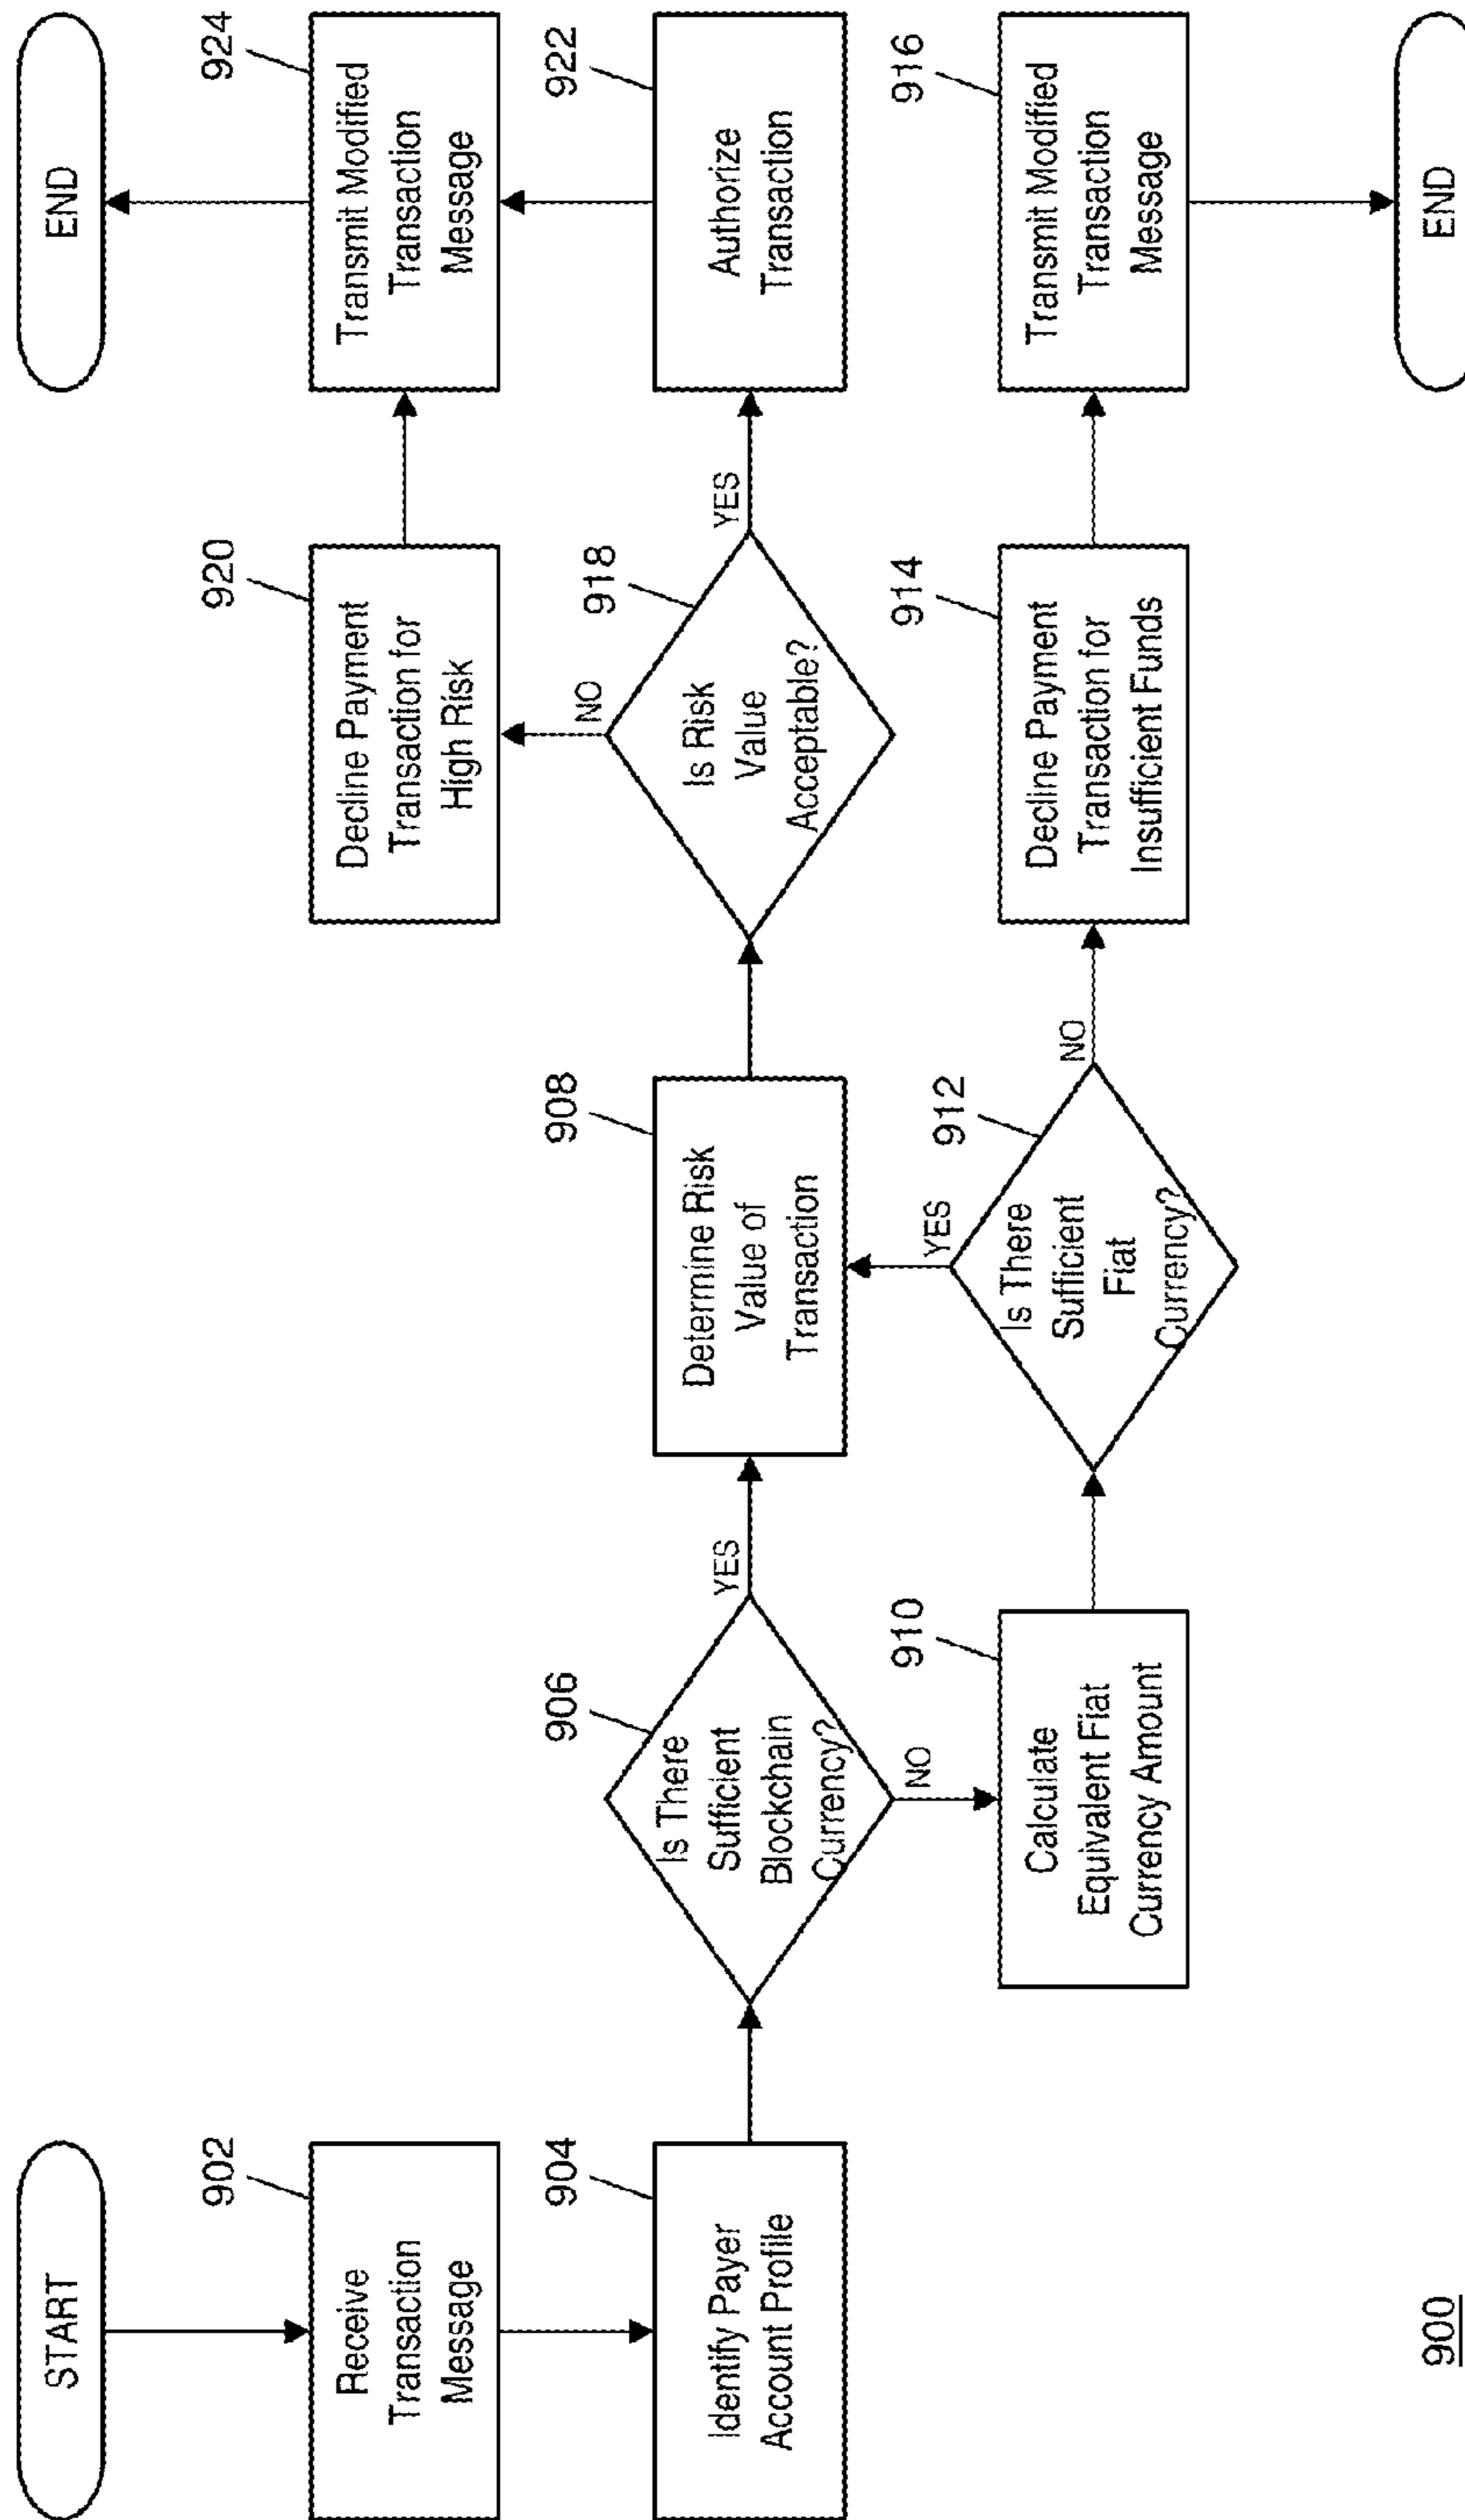 START
902
Receive
Transaction
Message
904
Identify Payer
Account Profile
906
Is There
Sufficient
Blockchain
Currency?
YES
NO
908
Determine Risk
Value of
Transaction
910
Calculate
Equivalent Fiat
Currency Amount
912
Is There
Sufficient
Fiat
Currency?
YES
NO
914
Decline Payment
Transaction for
Insufficient Funds
916
Transmit Modified
Transaction
Message
END
918
Is Risk
Value
Acceptable?
NO
YES
920
Decline Payment
Transaction for
High Risk
922
Authorize
Transaction
924
Transmit Modified
Transaction
Message
END
900